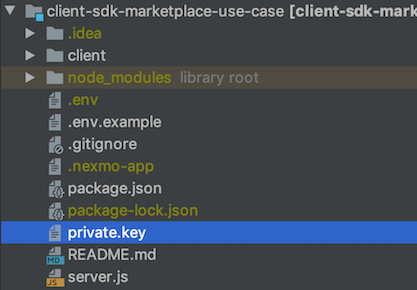 client-sdk-marketplace-use-case [client-sdk-mark
.idea
client
node_modules library root
.env
.env.example
.gitignore
.nexmo-app
package.json
package-lock.json
private.key
README.md
server.js